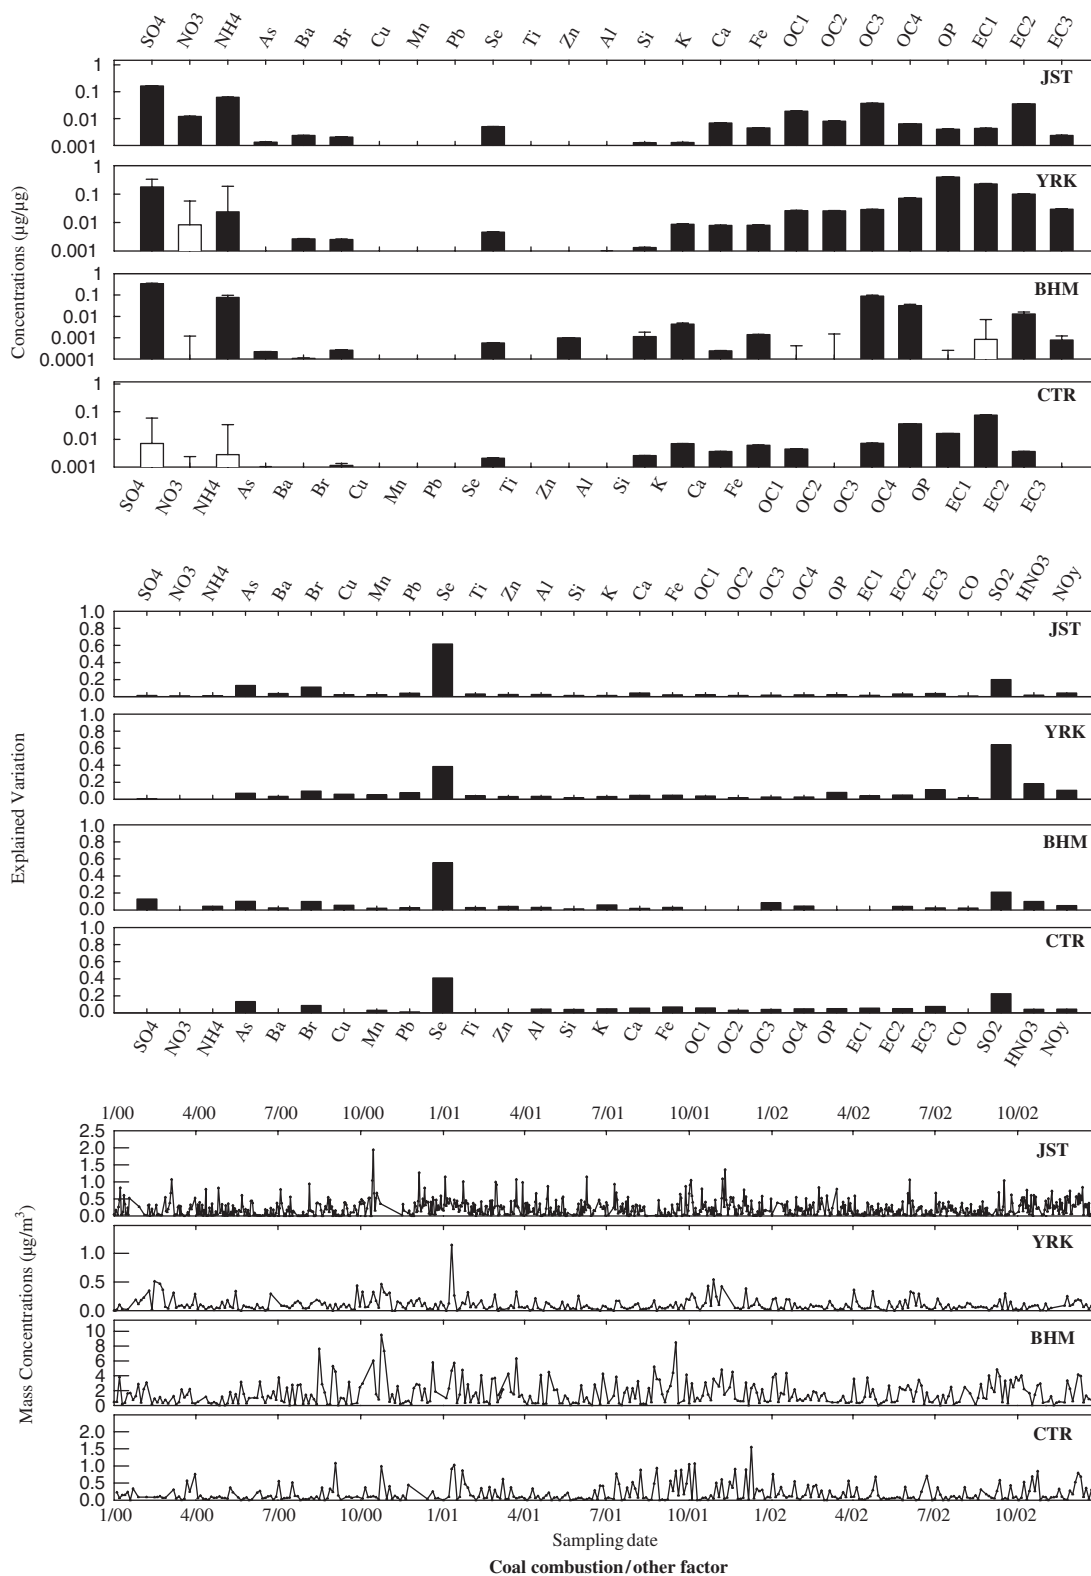 SO4 NO3 NH4 As Ba Br Cu Mn Pb Se Ti Zn Al Si K Ca Fe OC1 OC2 OC3 OC4 OP EC1 EC2 EC3
1
0.1
0.01
0.001
JST
1
0.1
0.01
0.001
YRK
1
0.1
0.01
0.001
0.0001
BHM
1
0.1
0.01
0.001
CTR
Concentrations (μg/μg)
SO4 NO3 NH4 As Ba Br Cu Mn Pb Se Ti Zn Al Si K Ca Fe OC1 OC2 OC3 OC4 OP EC1 EC2 EC3
SO4 NO3 NH4 As Ba Br Cu Mn Pb Se Ti Zn Al Si K Ca Fe OC1 OC2 OC3 OC4 OP EC1 EC2 EC3 CO SO2 HNO3 NOy
1.0
0.8
0.6
0.4
0.2
0.0
JST
1.0
0.8
0.6
0.4
0.2
0.0
YRK
1.0
0.8
0.6
0.4
0.2
0.0
BHM
1.0
0.8
0.6
0.4
0.2
0.0
CTR
Explained Variation
SO4 NO3 NH4 As Ba Br Cu Mn Pb Se Ti Zn Al Si K Ca Fe OC1 OC2 OC3 OC4 OP EC1 EC2 EC3 CO SO2 HNO3 NOy
1/00 4/00 7/00 10/00 1/01 4/01 7/01 10/01 1/02 4/02 7/02 10/02
2.5
2.0
1.5
1.0
0.5
0.0
JST
1.0
0.5
0.0
YRK
10
8
6
4
2
0
BHM
2.0
1.5
1.0
0.5
0.0
CTR
Mass Concentrations (μg/m³)
1/00 4/00 7/00 10/00 1/01 4/01 7/01 10/01 1/02 4/02 7/02 10/02
Sampling date
Coal combustion/other factor